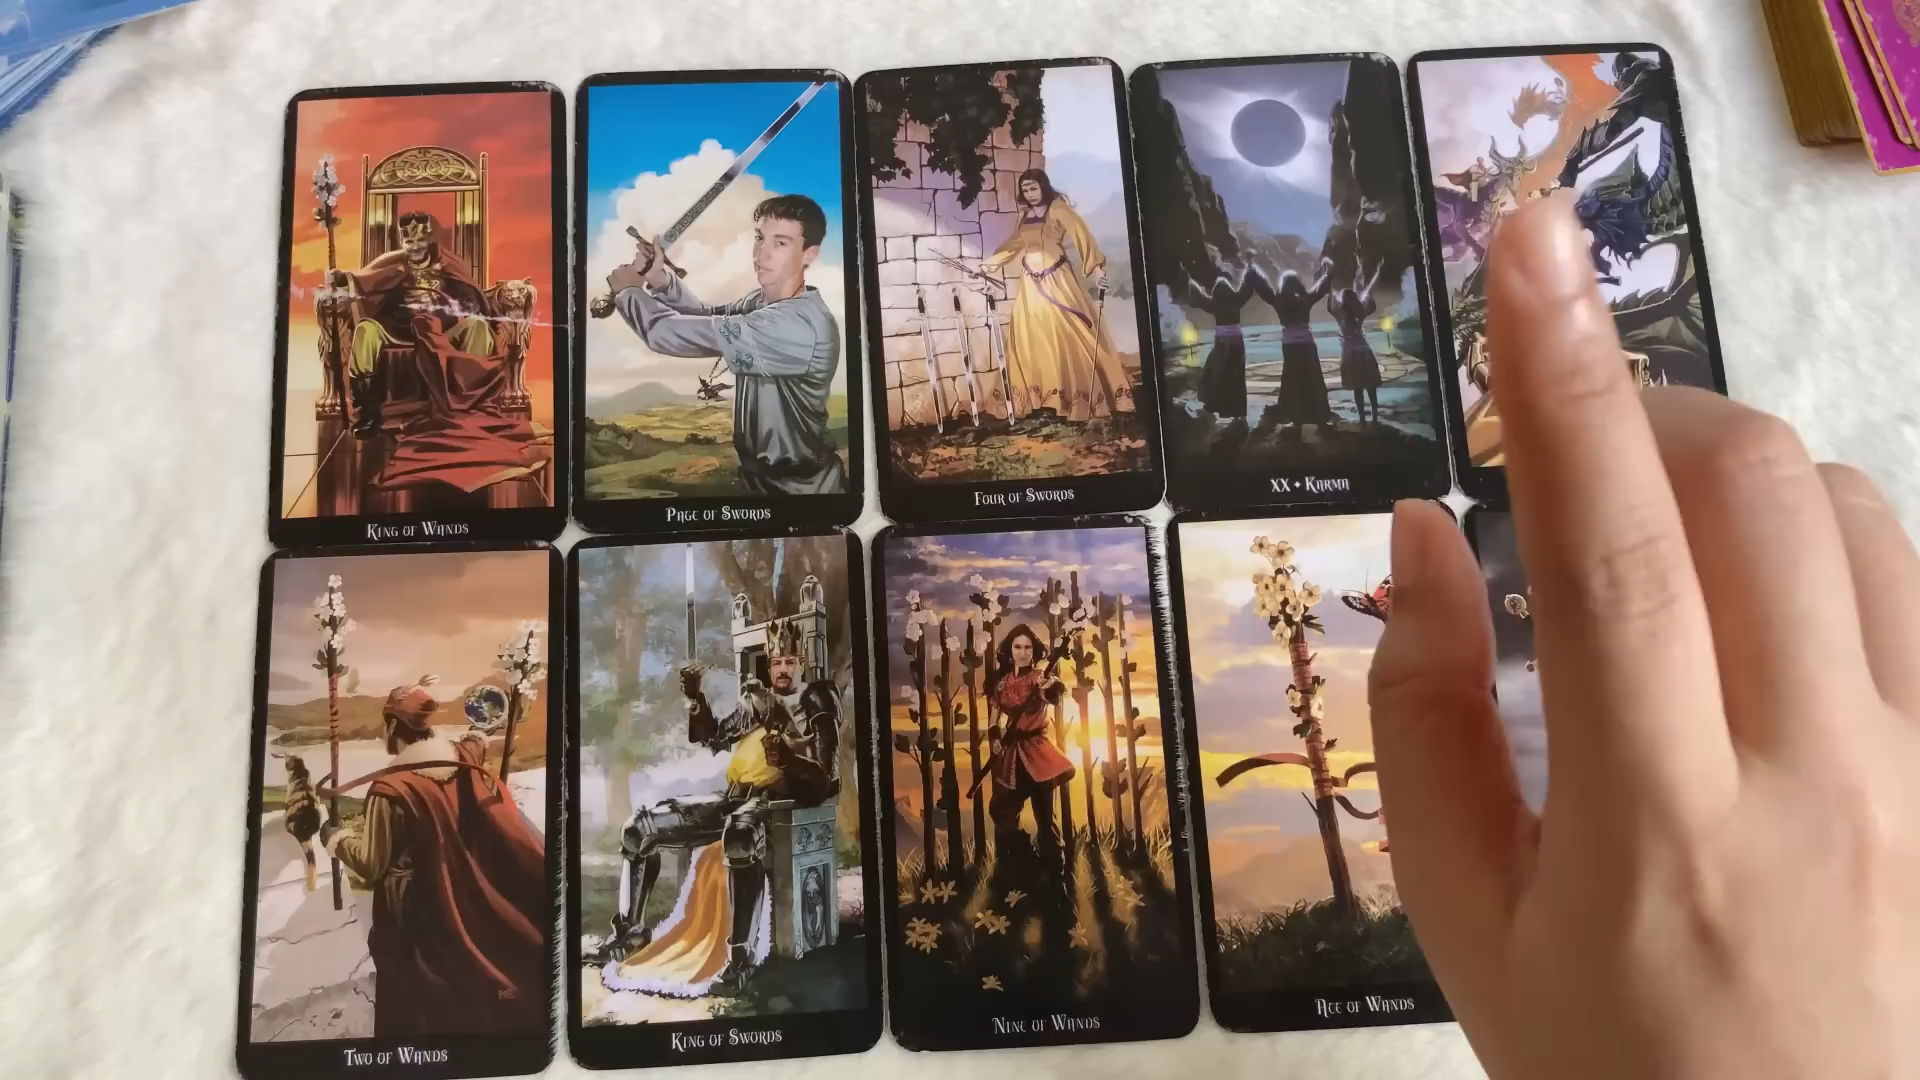 King of Wands
Page of Swords
Four of Swords
XX • Karma
Two of Wands
King of Swords
Nine of Wands
Ace of Wands